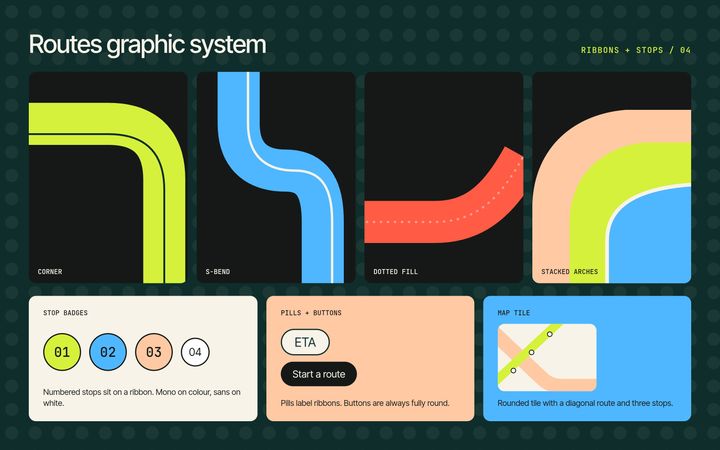 Routes graphic system
RIBBONS + STOPS / 04
CORNER
S-BEND
DOTTED FILL
STACKED ARCHES
STOP BADGES
01
02
03
04
Numbered stops sit on a ribbon. Mono on colour, sans on
white.
PILLS + BUTTONS
ETA
Start a route
Pills label ribbons. Buttons are always fully round.
MAP TILE
Rounded tile with a diagonal route and three stops.